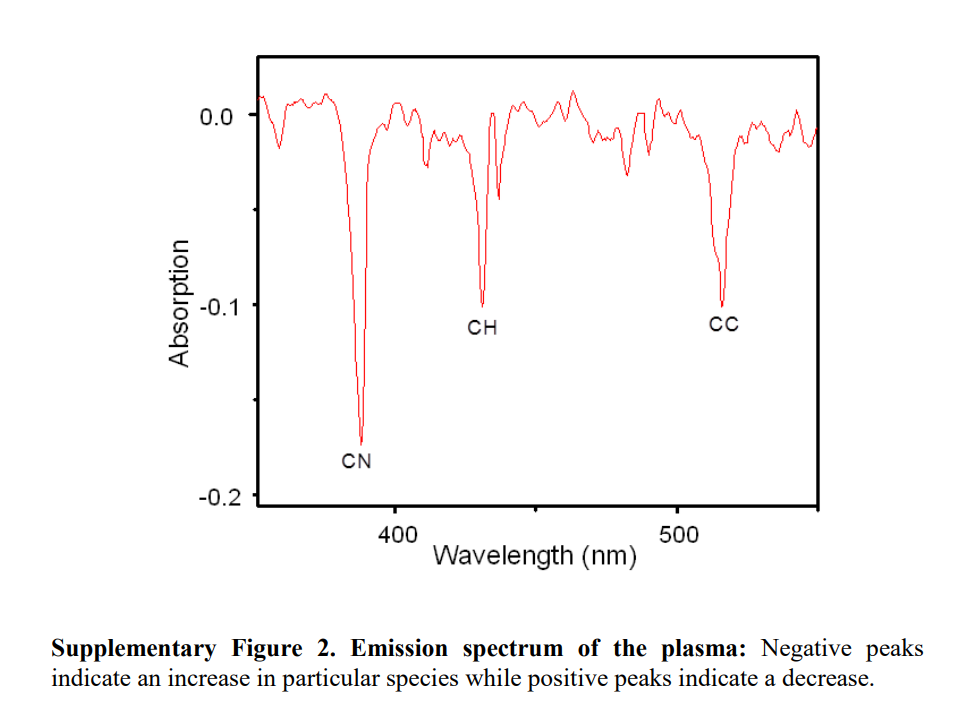 0.0
-0.1
-0.2
Absorption
CN
CH
CC
400
500
Wavelength (nm)
Supplementary Figure 2. Emission spectrum of the plasma: Negative peaks
indicate an increase in particular species while positive peaks indicate a decrease.